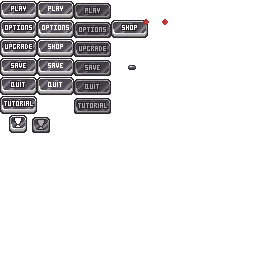 PLAY PLAY PLAY
OPTIONS OPTIONS OPTIONS SHOP
UPGRADE SHOP UPGRADE
SAVE SAVE SAVE
QUIT QUIT QUIT
TUTORIAL TUTORIAL